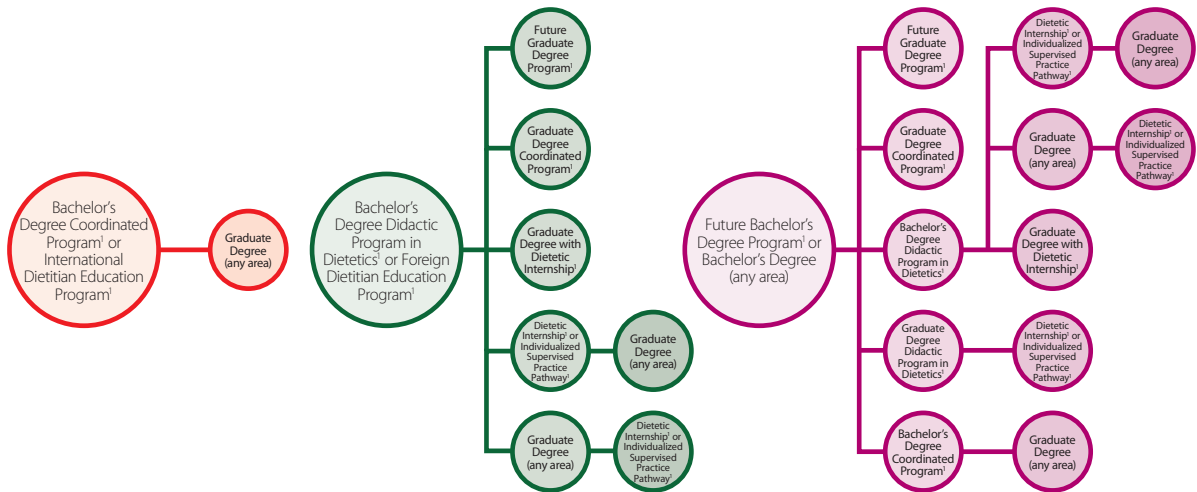 Bachelor's
Degree Coordinated
Program¹ or
International
Dietitian Education
Program¹
Graduate
Degree
(any area)
Bachelor's
Degree Didactic
Program in
Dietetics¹ or Foreign
Dietitian Education
Program¹
Future
Graduate
Degree
Program¹
Graduate
Degree
Coordinated
Program¹
Graduate
Degree with
Dietetic
Internship¹
Dietetic
Internship¹ or
Individualized
Supervised
Practice
Pathway¹
Graduate
Degree
(any area)
Graduate
Degree
(any area)
Dietetic
Internship¹ or
Individualized
Supervised
Practice
Pathway¹
Future Bachelor's
Degree Program¹ or
Bachelor's Degree
(any area)
Future
Graduate
Degree
Program¹
Graduate
Degree
Coordinated
Program¹
Bachelor's
Degree
Didactic
Program in
Dietetics¹
Dietetic
Internship¹ or
Individualized
Supervised
Practice
Pathway¹
Graduate
Degree
(any area)
Graduate
Degree
(any area)
Dietetic
Internship¹ or
Individualized
Supervised
Practice
Pathway¹
Graduate
Degree with
Dietetic
Internship¹
Graduate
Degree
Didactic
Program in
Dietetics¹
Dietetic
Internship¹ or
Individualized
Supervised
Practice
Pathway¹
Bachelor's
Degree
Coordinated
Program¹
Graduate
Degree
(any area)